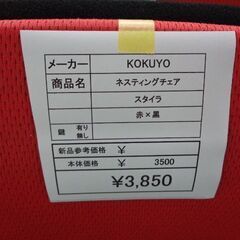 メーカー KOKUYO
商品名 ネスティングチェア
スタイラ
赤×黒
鍵 有り 無し
新品参考価格 ￥
本体価格 ￥ 3500
￥3,850